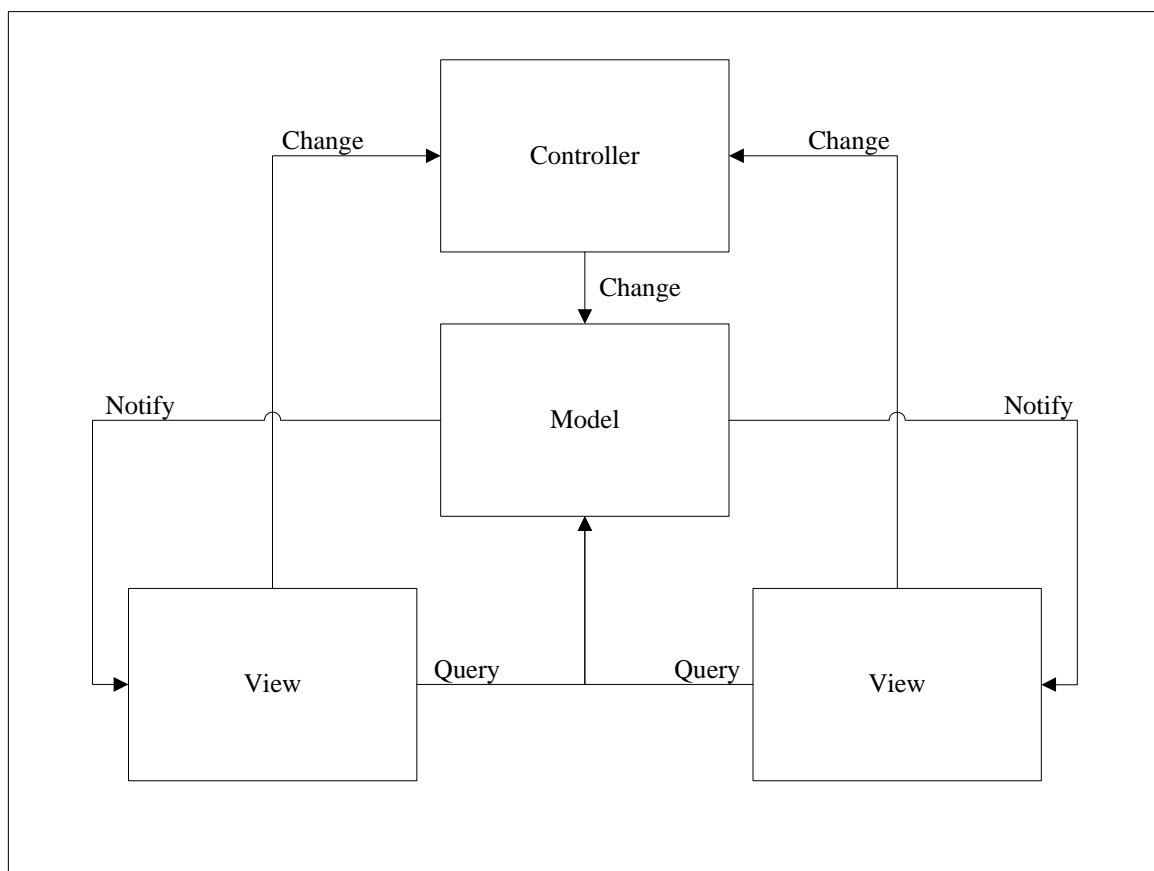 Change
Change
Controller
Change
Notify
Notify
Model
Query
Query
View
View